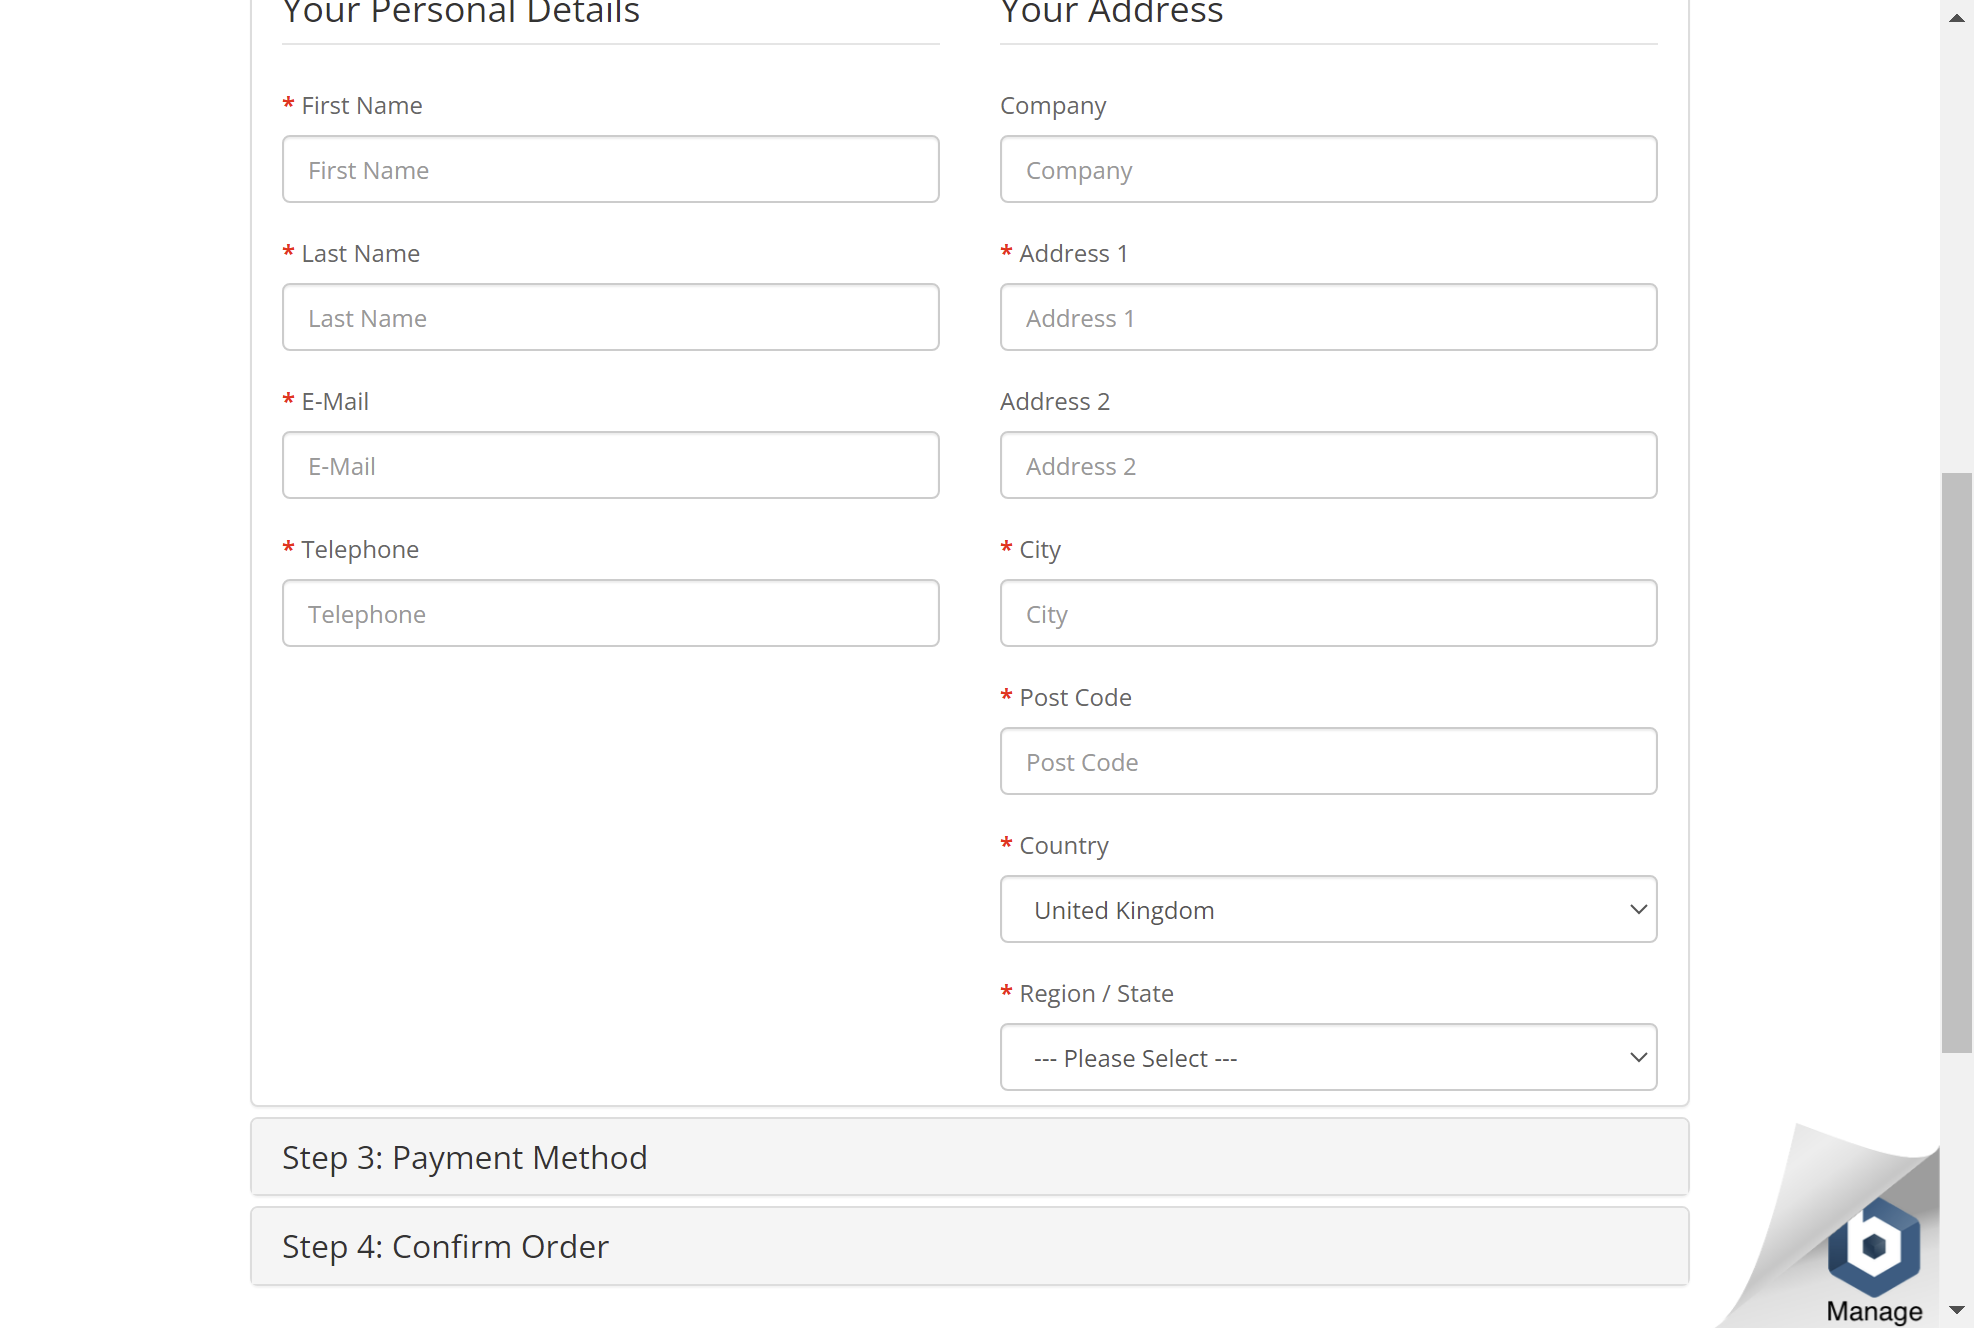 Your Personal Details
* First Name
First Name
* Last Name
Last Name
* E-Mail
E-Mail
* Telephone
Telephone
Your Address
Company
Company
* Address 1
Address 1
Address 2
Address 2
* City
City
* Post Code
Post Code
* Country
United Kingdom
* Region / State
--- Please Select ---
Step 3: Payment Method
Step 4: Confirm Order
Manage